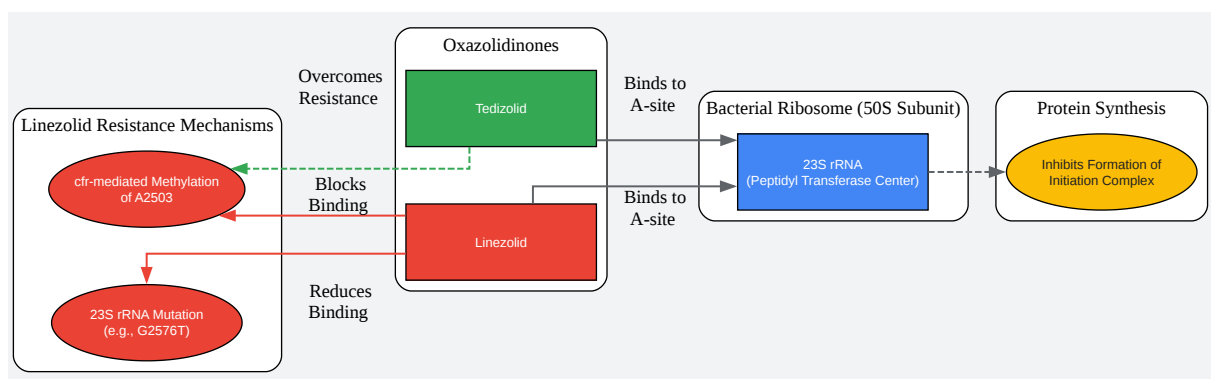 Oxazolidinones
Tedizolid
Linezolid
Overcomes
Resistance
Linezolid Resistance Mechanisms
cfr-mediated Methylation
of A2503
23S rRNA Mutation
(e.g., G2576T)
Blocks
Binding
Reduces
Binding
Binds to
A-site
Binds to
A-site
Bacterial Ribosome (50S Subunit)
23S rRNA
(Peptidyl Transferase Center)
Protein Synthesis
Inhibits Formation of
Initiation Complex